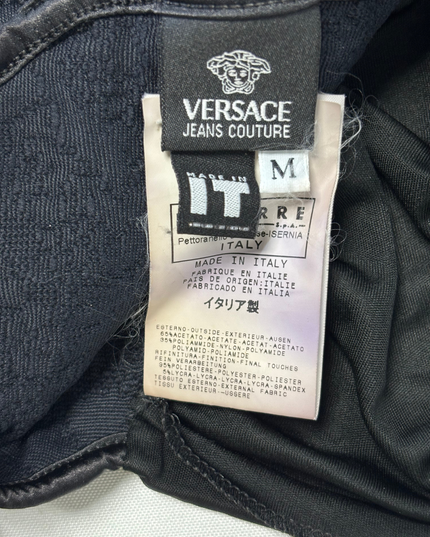 VERSACE
JEANS COUTURE
M
MADE IN
IT
RRE
S.p.A.
ISERNIA
ITALY
MADE IN ITALY
FABRIQUE EN ITALIE
PAIS DE ORIGEN:ITALIE
FABRICADO EN ITALIA
イタリア製
ESTERNO-OUTSIDE-EXTERIEUR-AUSEN
65%ACETATO-ACETATE-ACETAT-ACETATO
35%POLIAMMIDE-NYLON-POLYAMIDE
POLYAMID-POLIAMIDE
RIFINITURA-FINITION-FINAL TOUCHES
FEIN VERARBEITUNG
95%POLIESTERE-POLYESTER-POLIESTER
5%LYCRA-LYCRA-LYCRA-LYCRA-SPANDEX
TESSUTO ESTERNO-EXTERNAL FABRIC
TISSU EXTERIEUR-USSERE